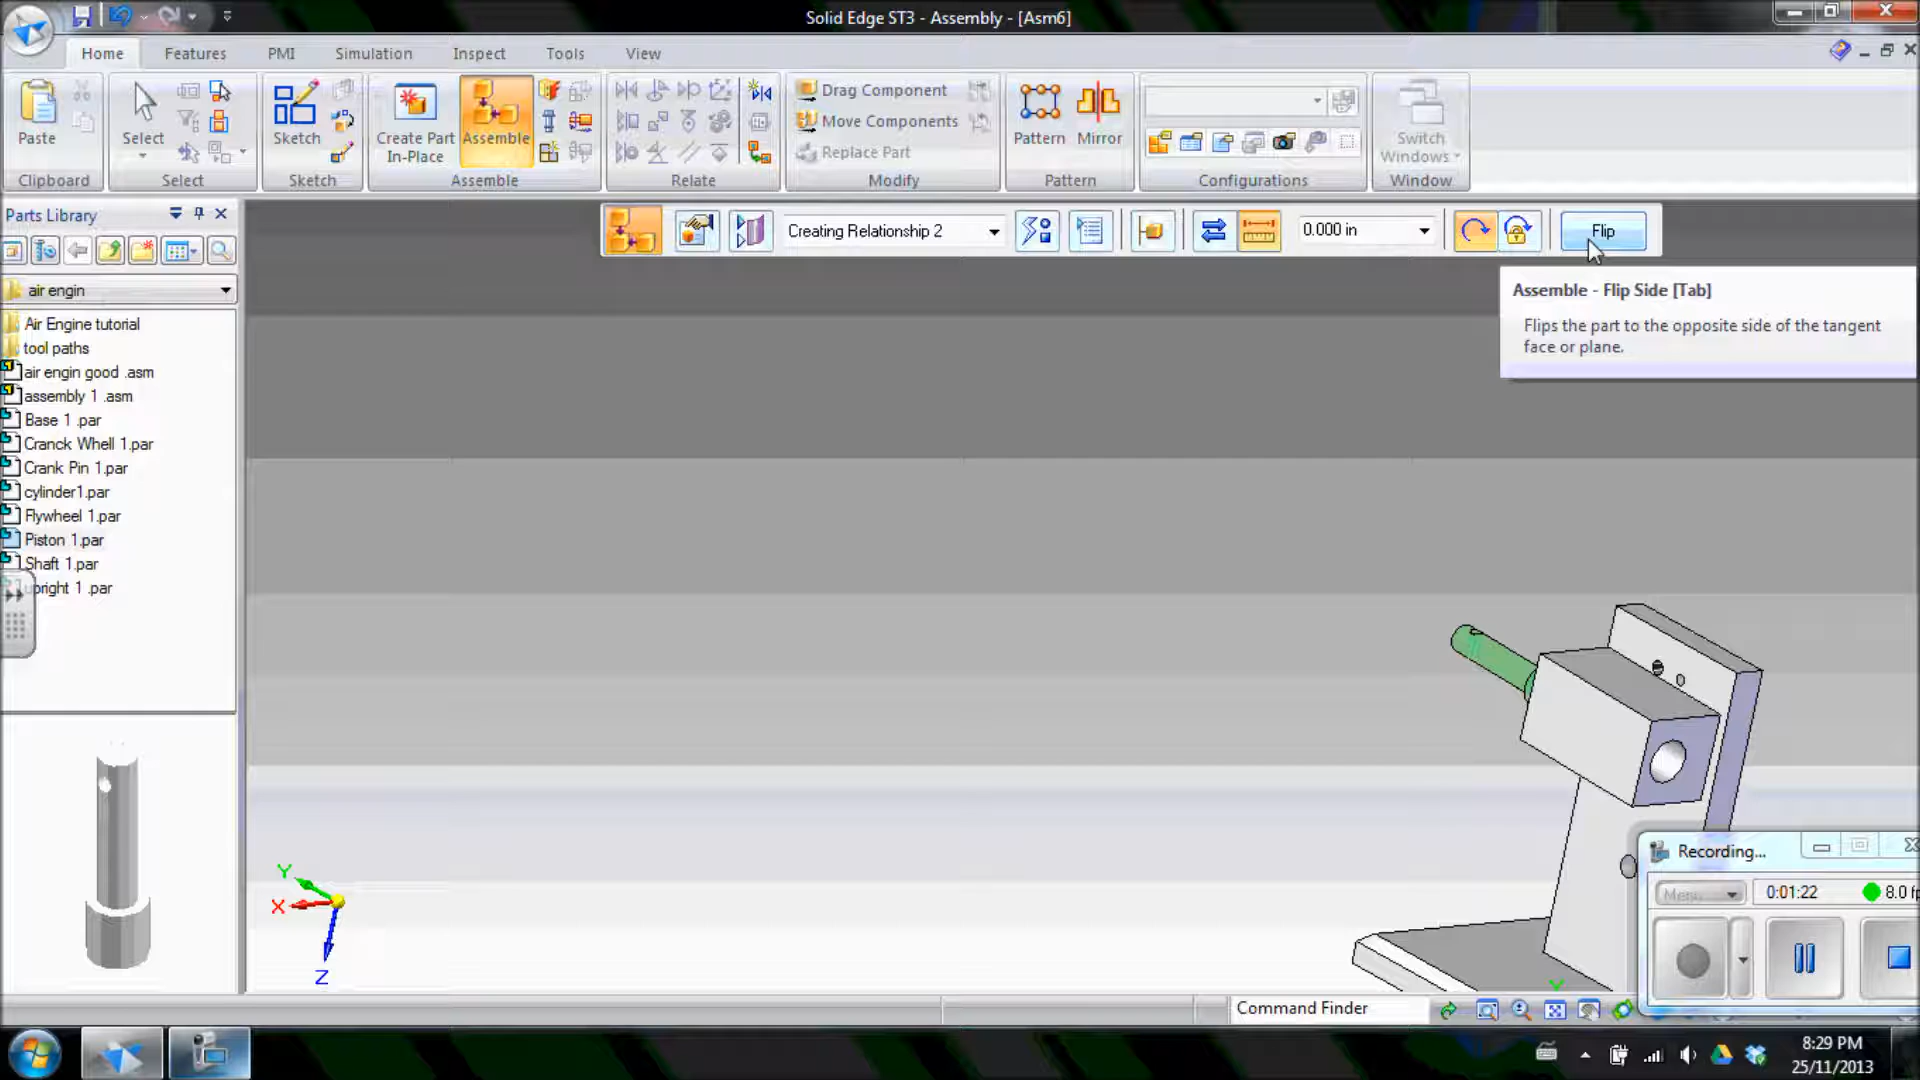 Solid Edge ST3 - Assembly - [Asm6]
Home
Features
PMI
Simulation
Inspect
Tools
View
Paste
Select
Sketch
Create Part
In-Place
Assemble
Drag Component
Move Components
Replace Part
Pattern
Mirror
Switch
Windows
Clipboard
Select
Sketch
Assemble
Relate
Modify
Pattern
Configurations
Window
Parts Library
Creating Relationship 2
0.000 in
Flip
Assemble - Flip Side [Tab]
Flips the part to the opposite side of the tangent
face or plane.
air engin
Air Engine tutorial
tool paths
air engin good .asm
assembly 1 .asm
Base 1 .par
Cranck Whell 1.par
Crank Pin 1.par
cylinder1.par
Flywheel 1.par
Piston 1.par
Shaft 1.par
upright 1 .par
Y
X
Z
Y
Recording...
Menu
0:01:22
8.0
Command Finder
8:29 PM
25/11/2013